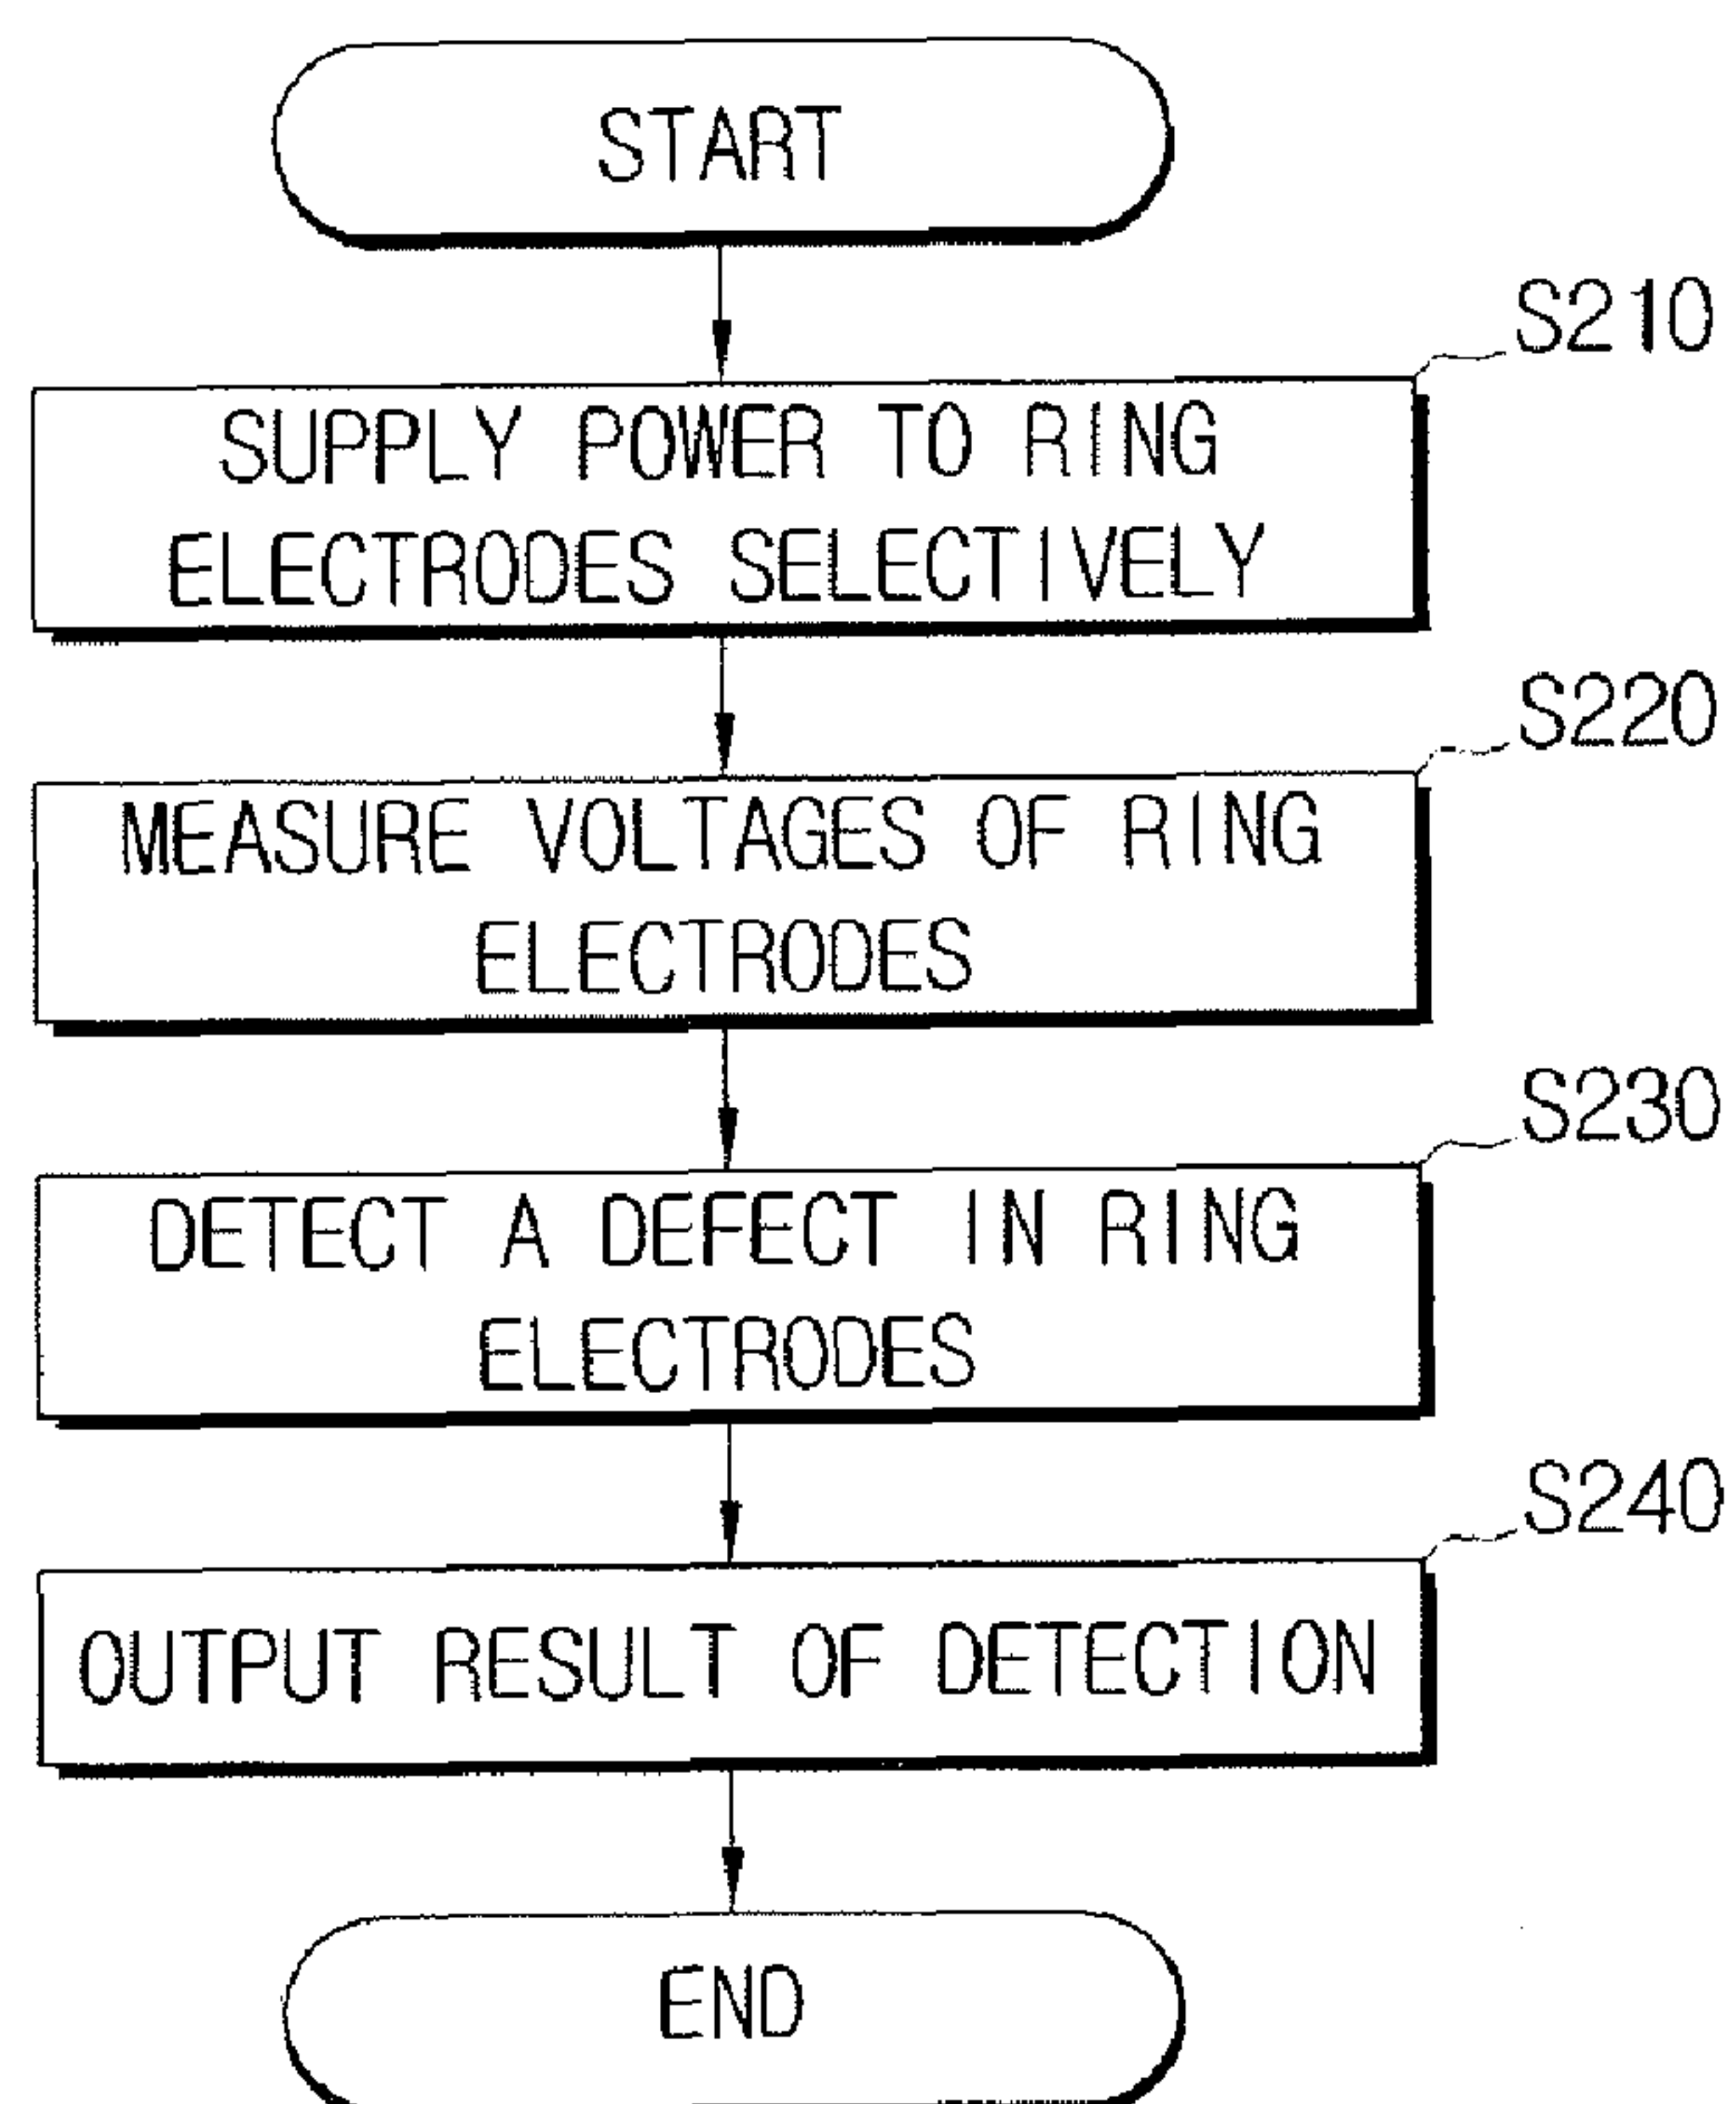 START
S210
SUPPLY POWER TO RING
ELECTRODES SELECTIVELY
S220
MEASURE VOLTAGES OF RING
ELECTRODES
S230
DETECT A DEFECT IN RING
ELECTRODES
S240
OUTPUT RESULT OF DETECTION
END